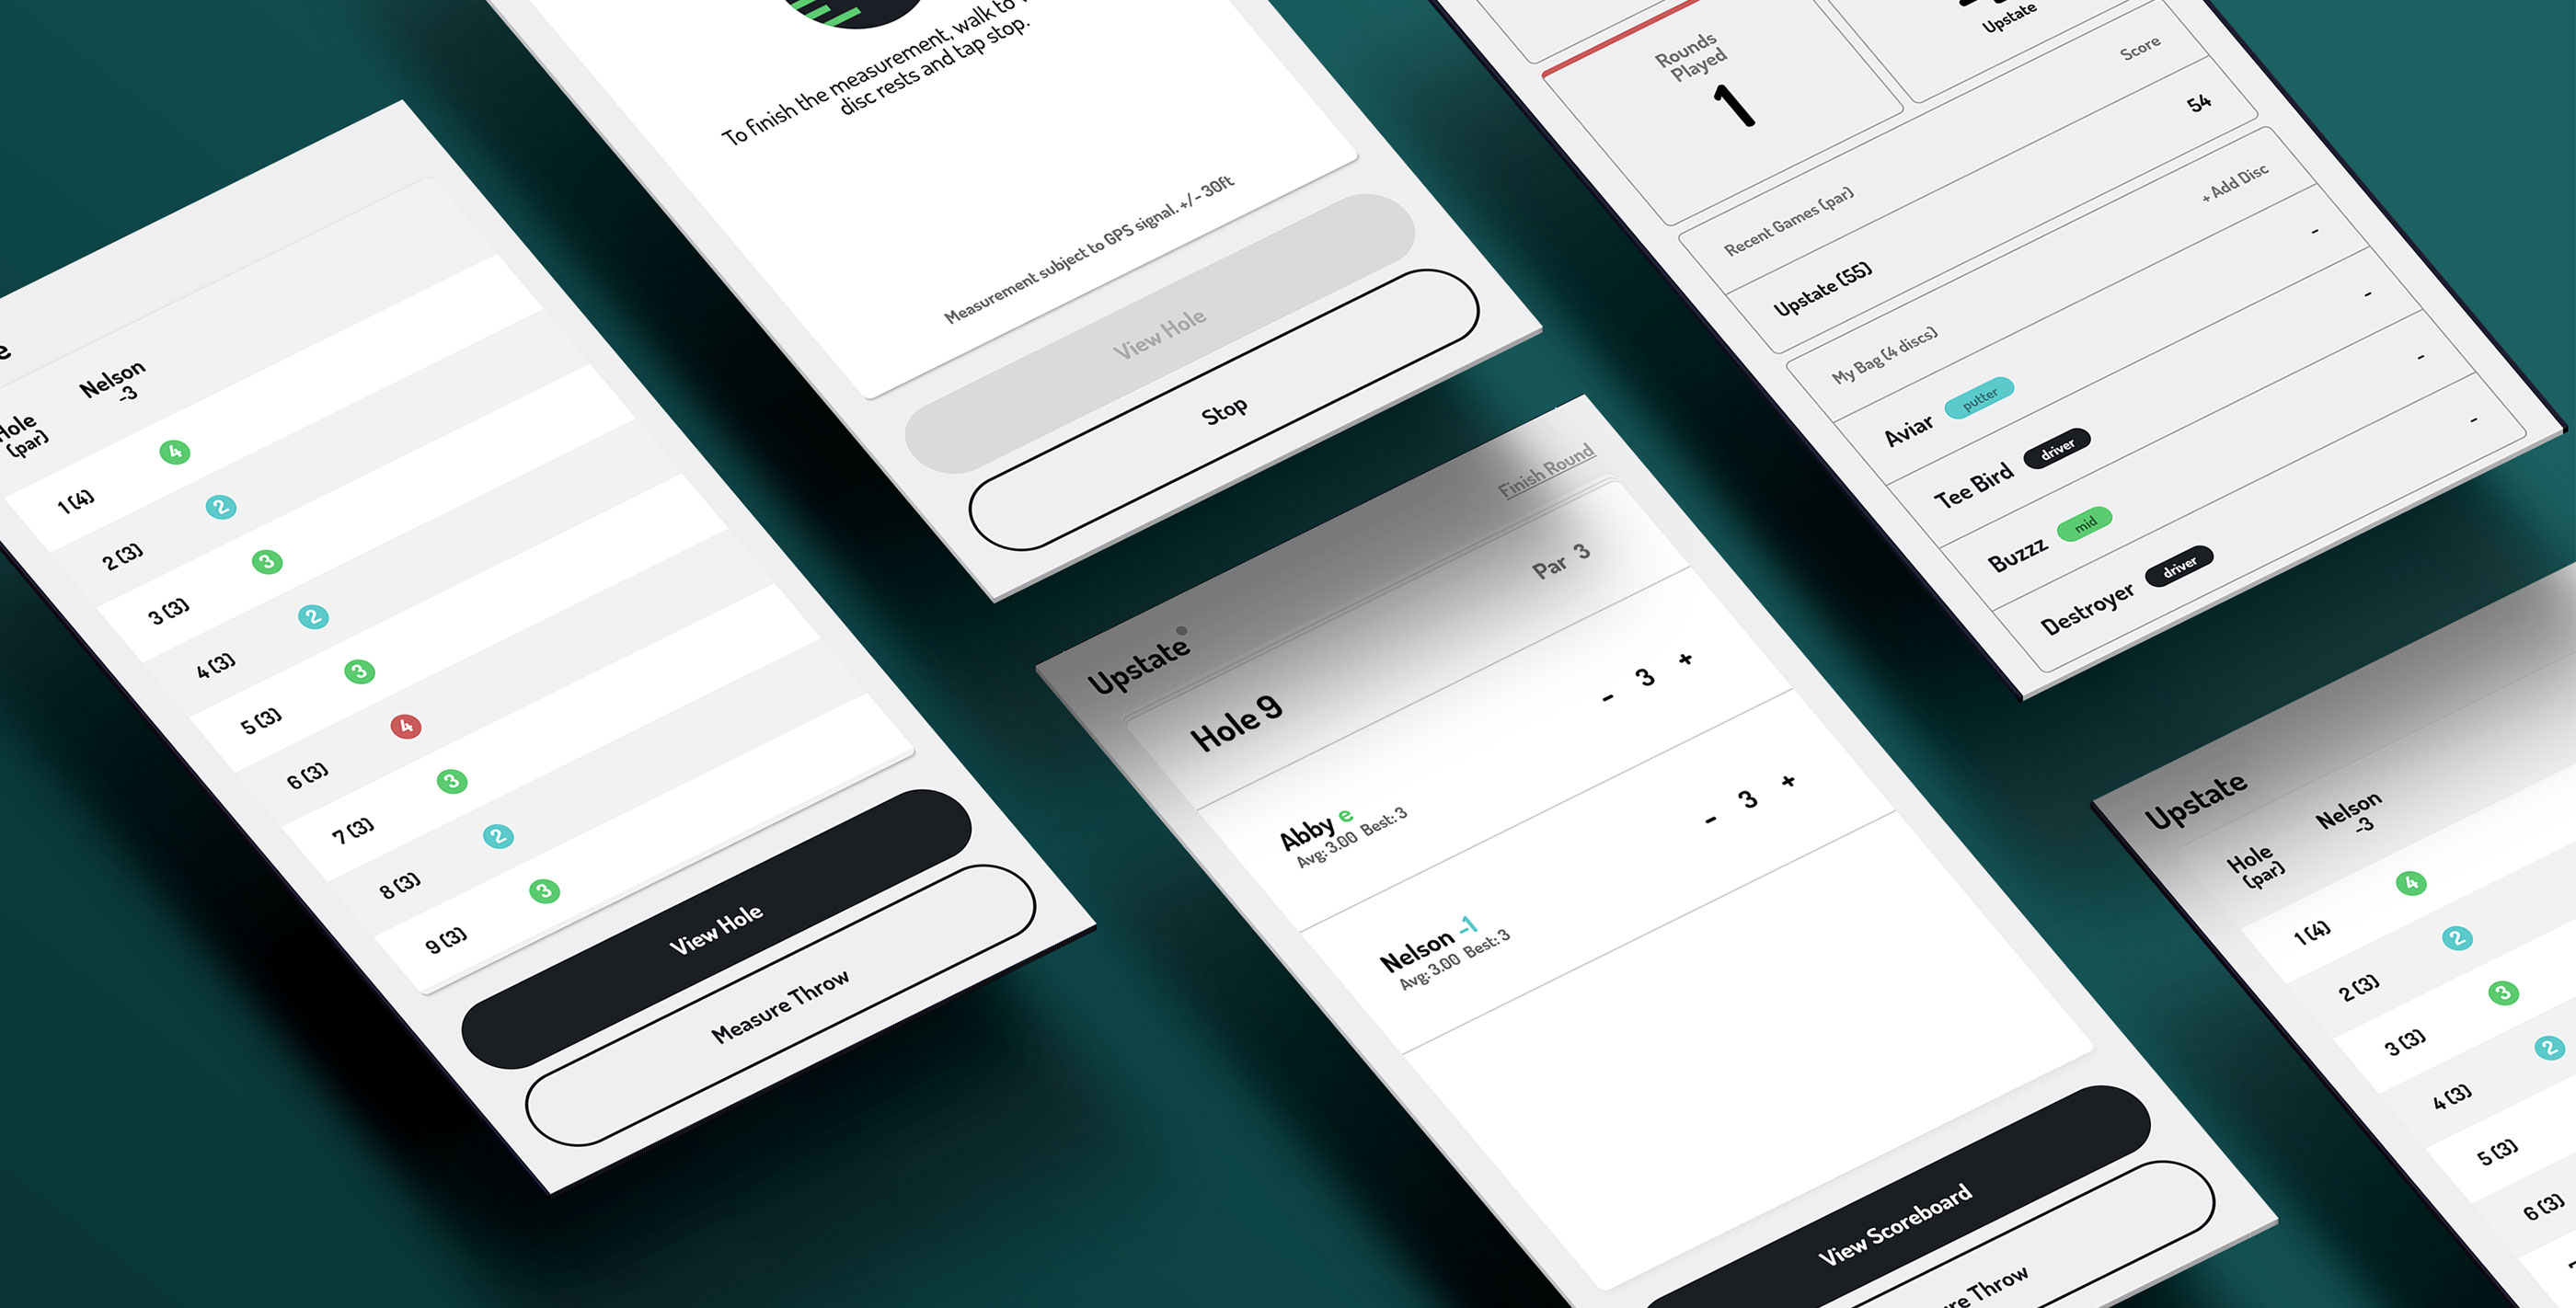 Nelson
-3
Hole
(par)
1 (4) 4
2 (3) 2
3 (3) 3
4 (3) 2
5 (3) 3
6 (3) 4
7 (3) 3
8 (3) 2
9 (3) 3
View Hole
Measure Throw
To finish the measurement, walk to
disc rests and tap stop.
Measurement subject to GPS signal. +/- 30ft
View Hole
Stop
Upstate
Finish Round
Hole 9 Par 3
Abby e - 3 +
Avg: 3.00 Best: 3
Nelson -1 - 3 +
Avg: 3.00 Best: 3
View Scoreboard
Throw
Rounds
Played
1
Upstate
Recent Games (par) Score
Upstate (55) 54
My Bag (4 discs) + Add Disc
Aviar putter -
Tee Bird driver -
Buzzz mid -
Destroyer driver -
Upstate
Hole
(par)
Nelson
-3
1 (4) 4
2 (3) 2
3 (3) 3
4 (3) 2
5 (3)
6 (3)